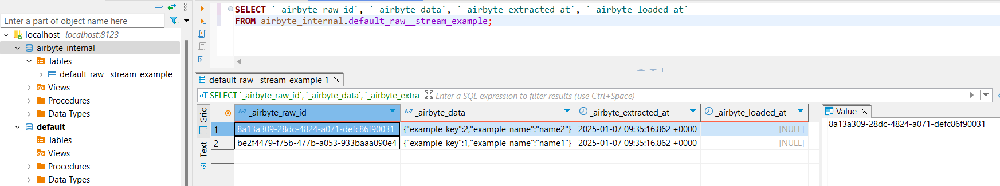 Enter a part of object name here
localhost localhost:8123
airbyte_internal
Tables
default_raw__stream_example
Views
Procedures
Data Types
default
Tables
Views
Procedures
Data Types
SELECT `_airbyte_raw_id`, `_airbyte_data`, `_airbyte_extracted_at`, `_airbyte_loaded_at`
FROM airbyte_internal.default_raw__stream_example;
default_raw__stream_example 1
SELECT `_airbyte_raw_id`, `_airbyte_data`, `_airbyte_extra
Enter a SQL expression to filter results (use Ctrl+Space)
Grid
Text
A-Z _airbyte_raw_id A-Z _airbyte_data _airbyte_extracted_at _airbyte_loaded_at
1 8a13a309-28dc-4824-a071-defc86f90031 {"example_key":2,"example_name":"name2"} 2025-01-07 09:35:16.862 +0000 [NULL]
2 be2f4479-f75b-477b-a053-933baaa090e4 {"example_key":1,"example_name":"name1"} 2025-01-07 09:35:16.862 +0000 [NULL]
Value
8a13a309-28dc-4824-a071-defc86f90031